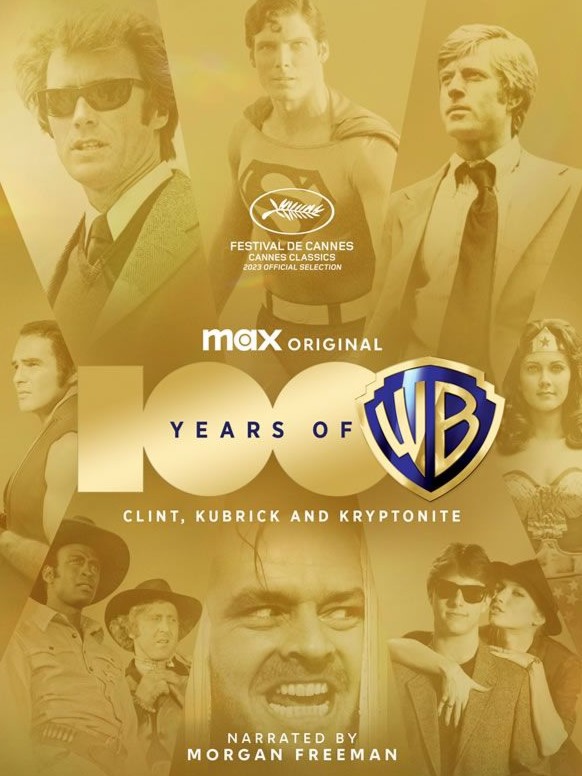 FESTIVAL DE CANNES
CANNES CLASSICS
2023 OFFICIAL SELECTION
max ORIGINAL
100
YEARS OF WB
CLINT, KUBRICK AND KRYPTONITE
NARRATED BY
MORGAN FREEMAN